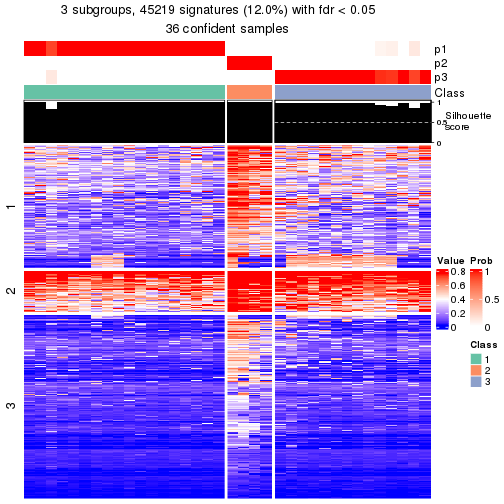 3 subgroups, 45219 signatures (12.0%) with fdr < 0.05
36 confident samples
p1
p2
p3
Class
1
0.5
0
Silhouette
score
1
2
3
Value
0.8
0.6
0.4
0.2
0
Prob
1
0.5
0
Class
1
2
3